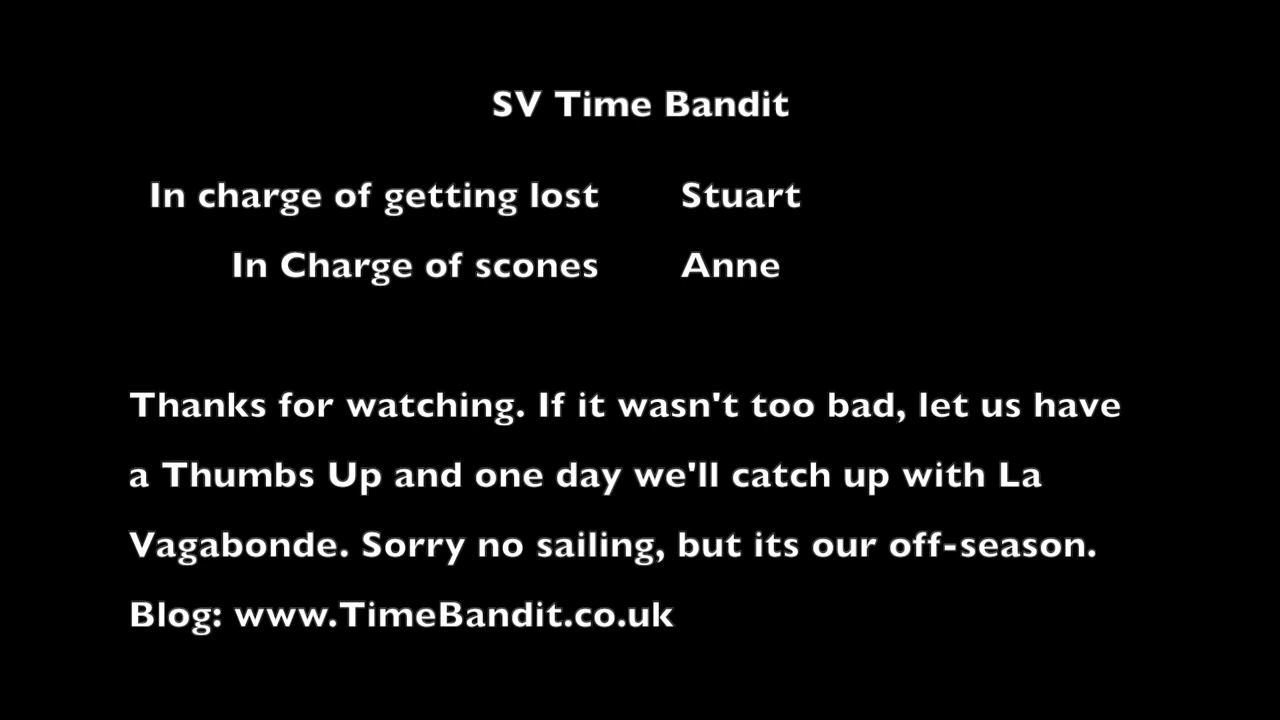 SV Time Bandit
In charge of getting lost Stuart
In Charge of scones Anne
Thanks for watching. If it wasn't too bad, let us have
a Thumbs Up and one day we'll catch up with La
Vagabonde. Sorry no sailing, but its our off-season.
Blog: www.TimeBandit.co.uk